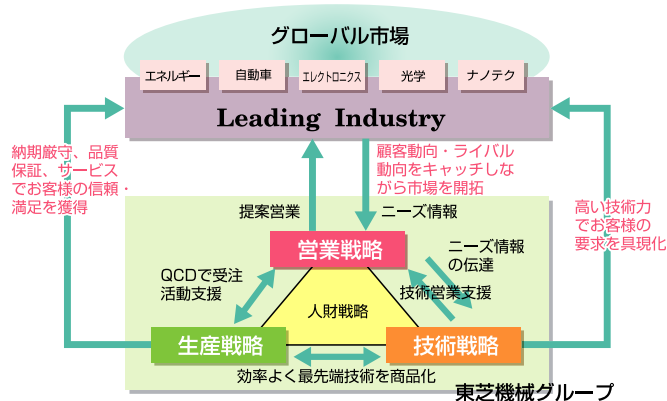 グローバル市場
エネルギー
自動車
エレクトロニクス
光学
ナノテク
Leading Industry
納期厳守、品質
保証、サービス
でお客様の信頼・
満足を獲得
顧客動向・ライバル
動向をキャッチしな
がら市場を開拓
高い技術力
でお客様の
要求を具現化
提案営業
ニーズ情報
営業戦略
QCDで受注
活動支援
ニーズ情報
の伝達
技術営業支援
人財戦略
生産戦略
技術戦略
効率よく最先端技術を商品化
東芝機械グループ